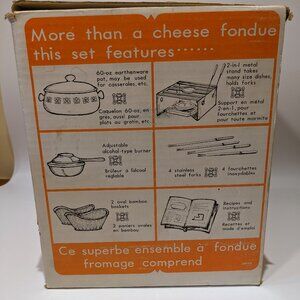 More than a cheese fondue
this set features......
60-oz. earthenware
pot, may be used
for casseroles, etc.
Caquelon 60-oz, en
grès, aussi pour
plats au gratin, etc.
2-in-1 metal
stand takes
many size dishes,
holds forks
Support en métal
2-en-1, pour
fourchettes et
pour toute marmite
Adjustable
alcohol-type burner
Brûleur à l'alcool
réglable
4 stainless
steel forks
4 fourchettes
inoxydables
2 oval bamboo
baskets
2 paniers ovales
en bambou
Recipes and
instructions
Recettes et
mode d'emploi
Ce superbe ensemble à fondue
fromage comprend